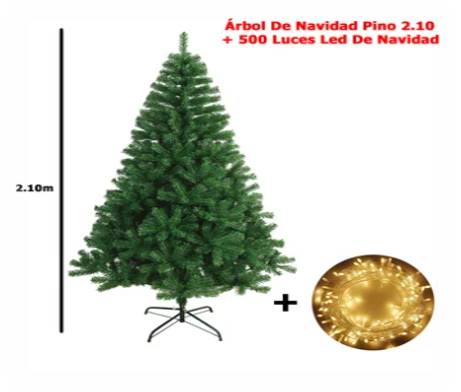 Árbol De Navidad Pino 2.10
+ 500 Luces Led De Navidad
2.10m
+